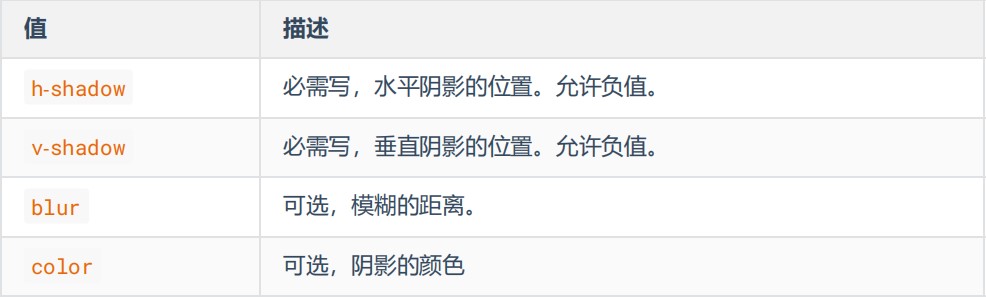 值 描述
h-shadow 必需写，水平阴影的位置。允许负值。
v-shadow 必需写，垂直阴影的位置。允许负值。
blur 可选，模糊的距离。
color 可选，阴影的颜色